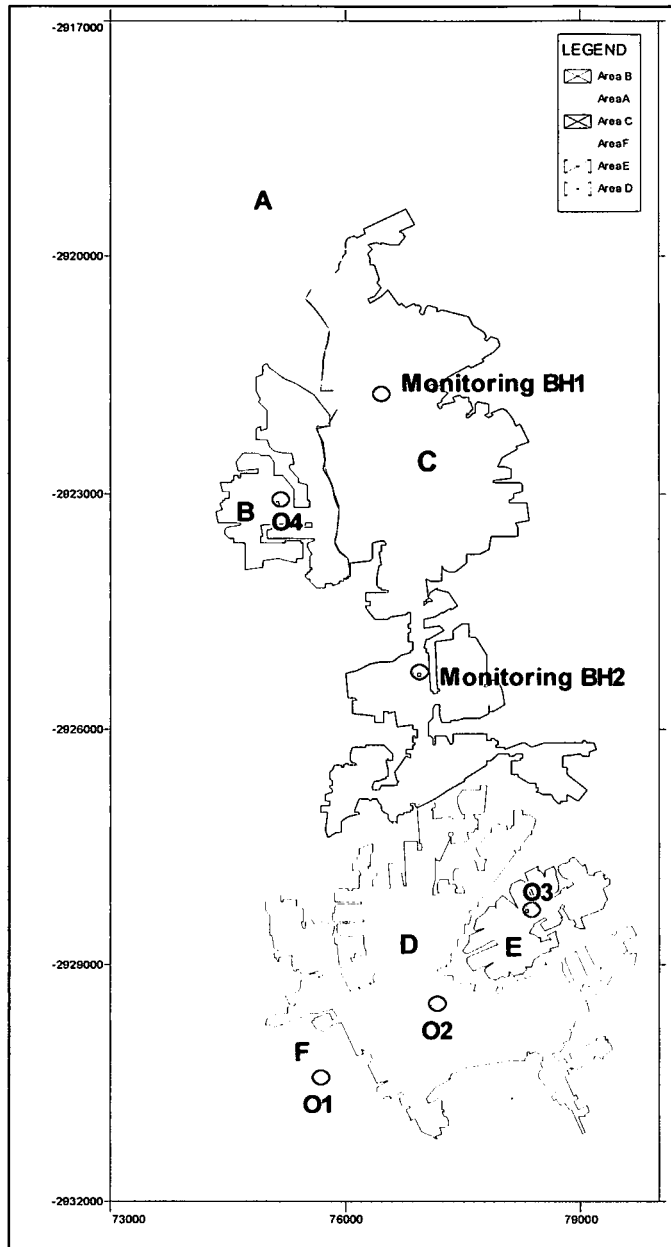 -2917000
LEGEND
Area B
AreaA
Area C
AreaF
AreaE
Area D
A
-2920000
Monitoring BH1
C
-2923000
B
O4
Monitoring BH2
-2926000
O3
D
E
-2929000
O2
F
O1
-2932000
73000
76000
79000